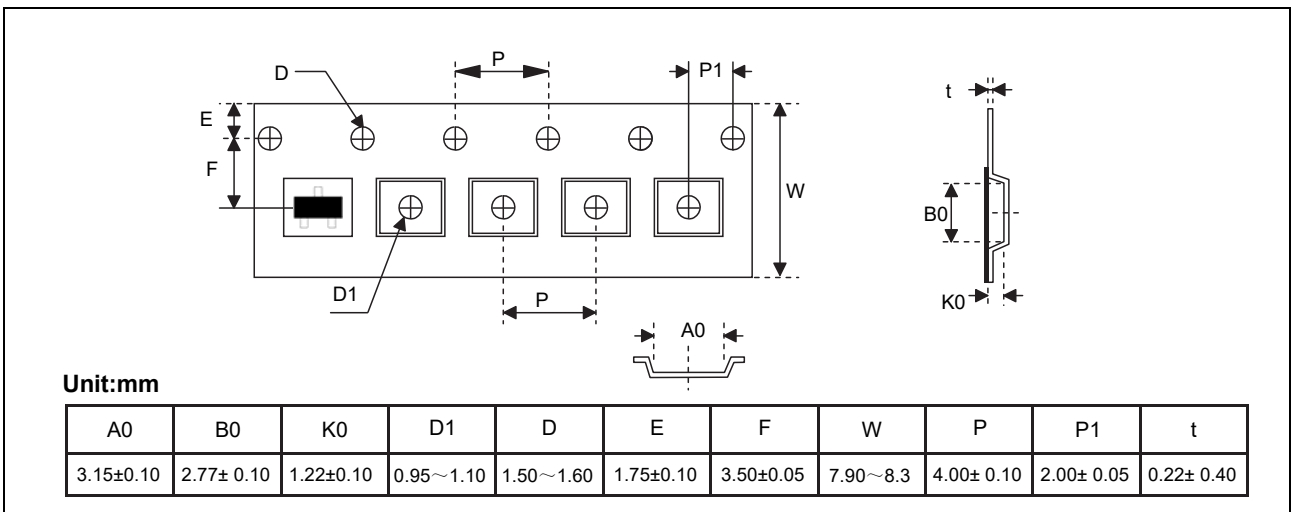 P
P1
D
t
E
F
W
B0
D1
P
K0
A0
Unit:mm
A0 B0 K0 D1 D E F W P P1 t
3.15±0.10 2.77± 0.10 1.22±0.10 0.95～1.10 1.50～1.60 1.75±0.10 3.50±0.05 7.90～8.3 4.00± 0.10 2.00± 0.05 0.22± 0.40